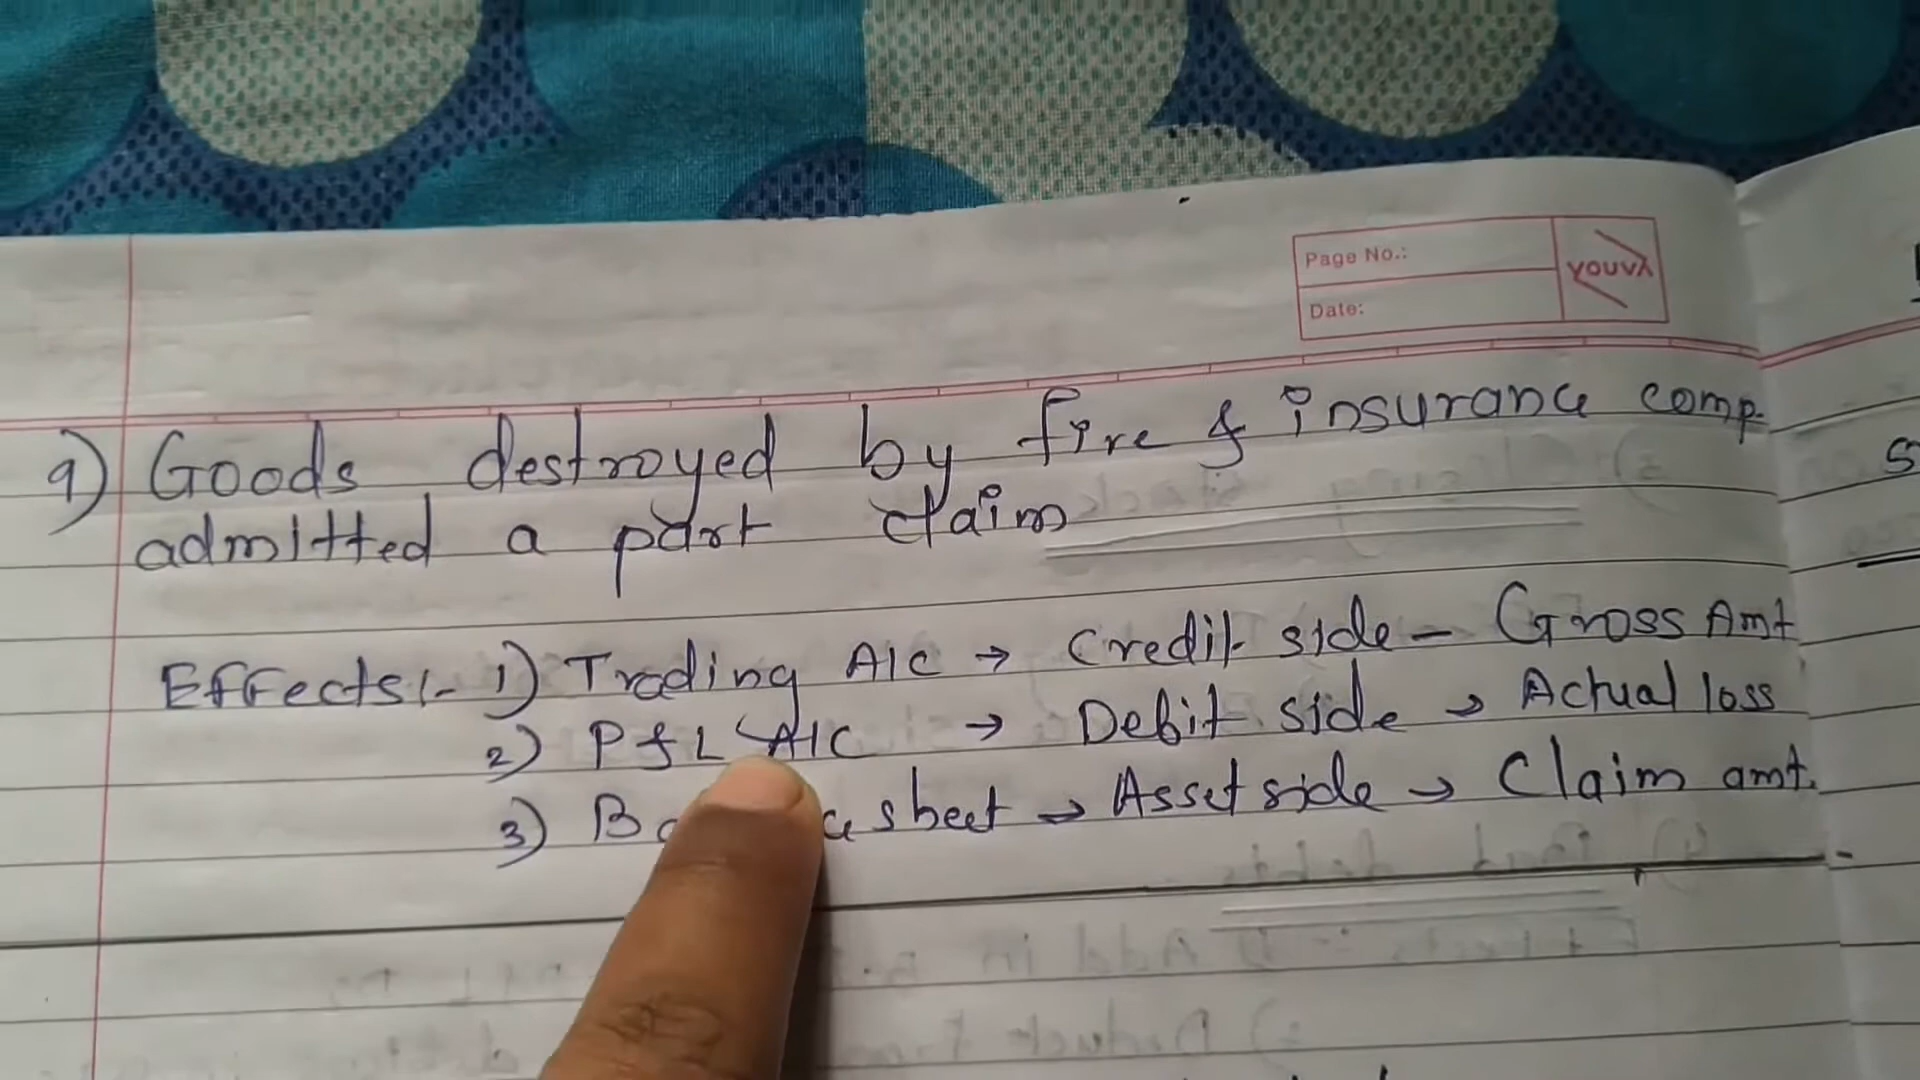 Page No.:
YOUVA
Date:
9) Goods destroyed by fire & insurance comp.
admitted a part claim
Effects:- 1) Trading A/C → Credit side – Gross Amt
2) P & L A/C → Debit side → Actual loss
3) sheet → Asset side → Claim amt.